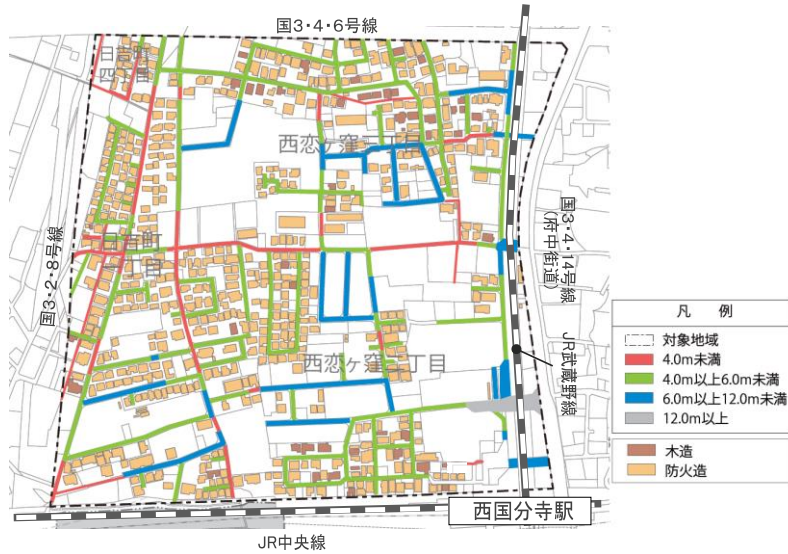 国3・4・6号線
日吉町
四丁目
西恋ヶ窪三丁目
国3・4・14号線
(府中街道)
日吉町
国3・2・8号線
西恋ヶ窪二丁目
JR武蔵野線
西国分寺駅
JR中央線
凡 例
対象地域
4.0m未満
4.0m以上6.0m未満
6.0m以上12.0m未満
12.0m以上
木造
防火造